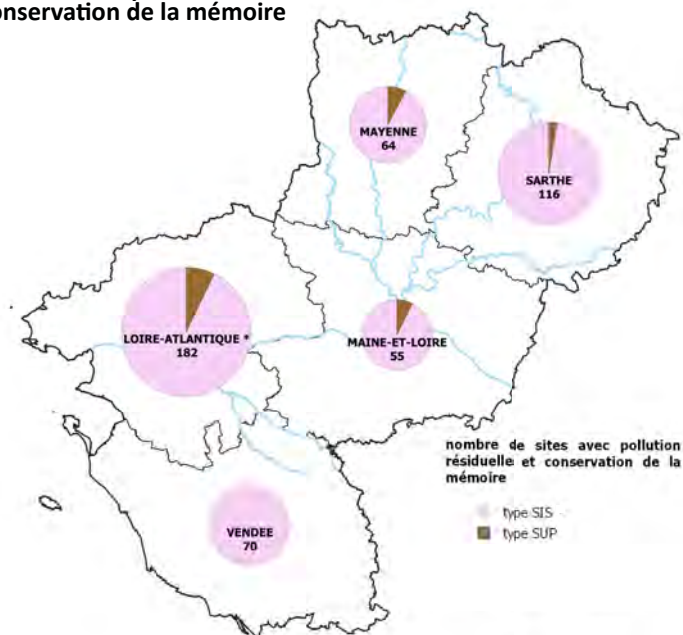 onservation de la mémoire
MAYENNE
64
SARTHE
116
LOIRE-ATLANTIQUE *
182
MAINE-ET-LOIRE
55
VENDEE
70
nombre de sites avec pollution
résiduelle et conservation de la
mémoire
type SIS
type SUP